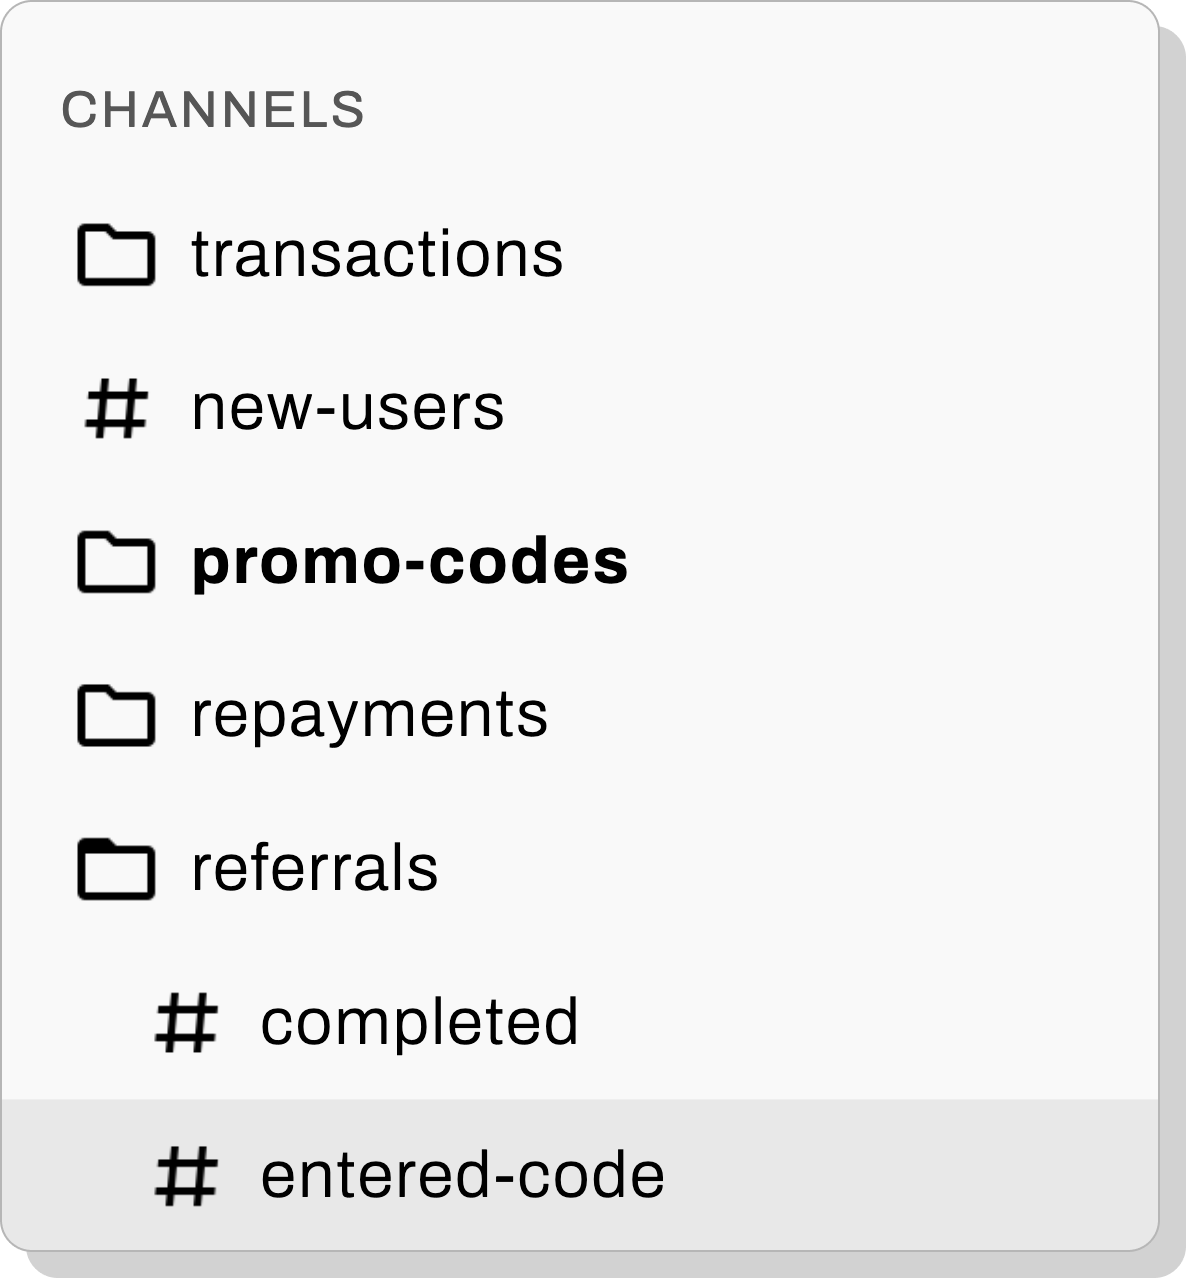 CHANNELS
transactions
# new-users
promo-codes
repayments
referrals
# completed
# entered-code